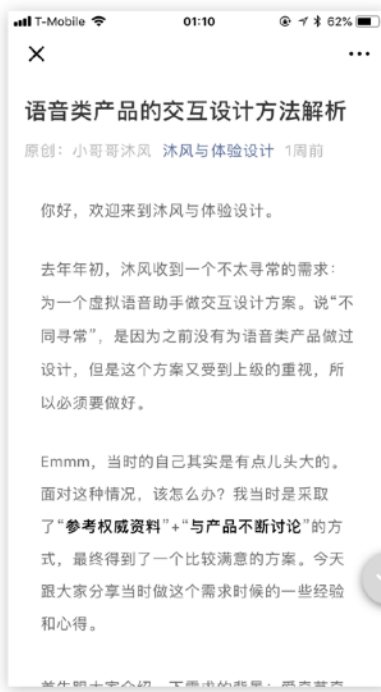 T-Mobile 01:10 62%
语音类产品的交互设计方法解析
原创：小哥哥沐风 沐风与体验设计 1周前
你好，欢迎来到沐风与体验设计。
去年年初，沐风收到一个不太寻常的需求：
为一个虚拟语音助手做交互设计方案。说“不
同寻常”，是因为之前没有为语音类产品做过
设计，但是这个方案又受到上级的重视，所
以必须要做好。
Emmm，当时的自己其实是有点儿头大的。
面对这种情况，该怎么办？我当时是采取
了“参考权威资料”+“与产品不断讨论”的方
式，最终得到了一个比较满意的方案。今天
跟大家分享当时做这个需求时候的一些经验
和心得。